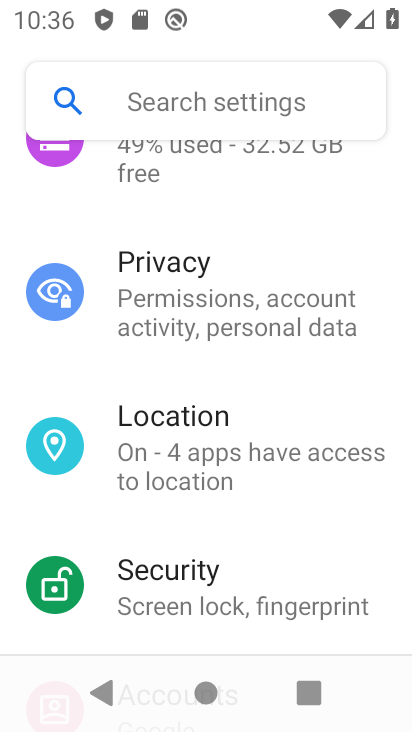 10:36
Search settings
49% used - 32.52 GB
free
Privacy
Permissions, account
activity, personal data
Location
On - 4 apps have access
to location
Security
Screen lock, fingerprint
Accounts
Google